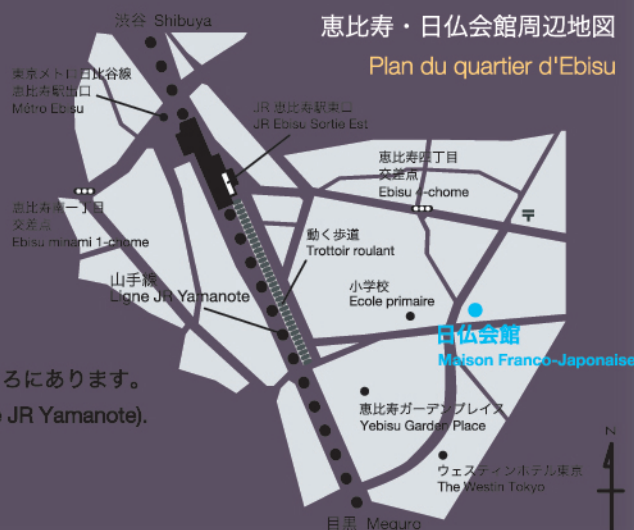 渋谷 Shibuya
恵比寿・日仏会館周辺地図
Plan du quartier d'Ebisu
東京メトロ日比谷線
恵比寿駅出口
Métro Ebisu
JR 恵比寿駅東口
JR Ebisu Sortie Est
恵比寿四丁目
交差点
Ebisu 4-chome
恵比寿南一丁目
交差点
Ebisu minami 1-chome
〒
動く歩道
Trottoir roulant
山手線
Ligne JR Yamanote
小学校
Ecole primaire
日仏会館
Maison Franco-Japonaise
ろにあります。
JR Yamanote).
恵比寿ガーデンプレイス
Yebisu Garden Place
ウェスティンホテル東京
The Westin Tokyo
N
目黒 Meguro